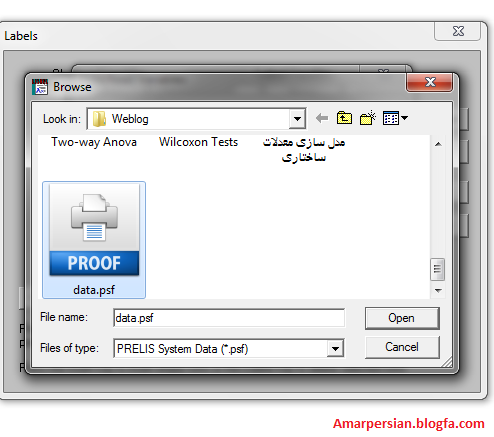 Labels
Browse
Look in:
Weblog
Two-way Anova
Wilcoxon Tests
مدل سازی معدلات
ساختاری
PROOF
data.psf
File name:
data.psf
Open
Files of type:
PRELIS System Data (*.psf)
Cancel
Amarpersian.blogfa.com